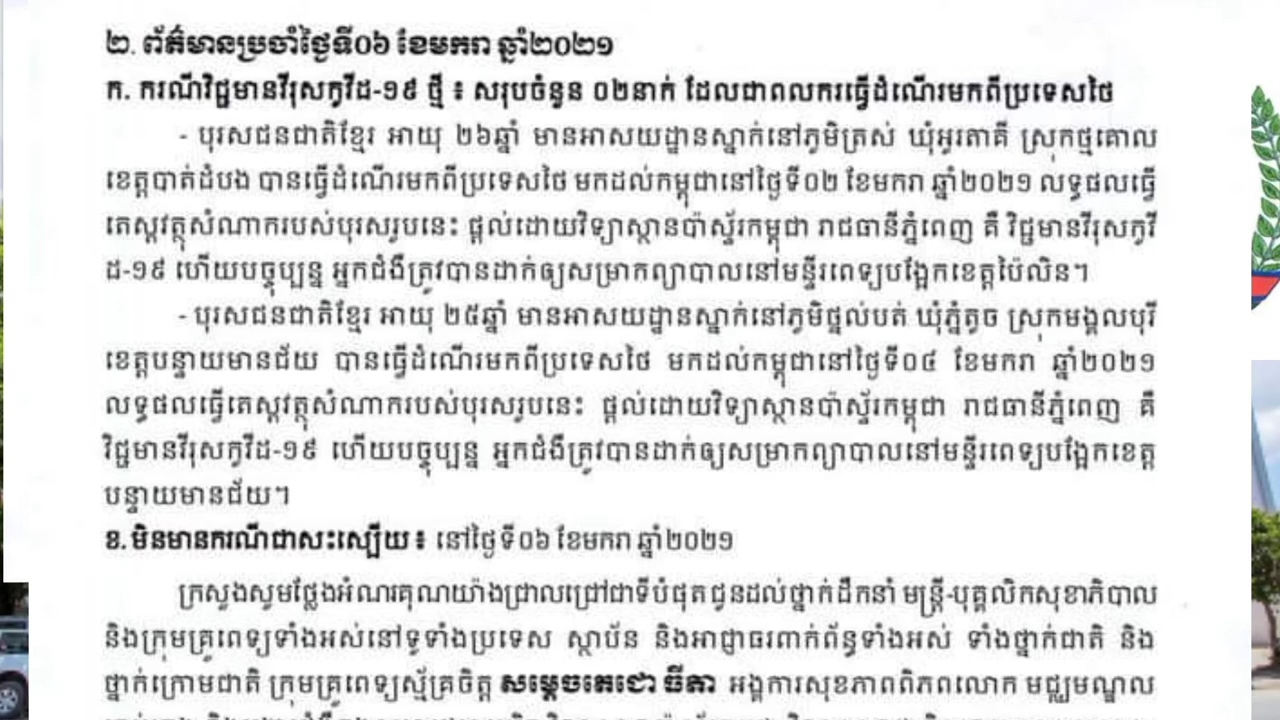 ២. ព័ត៌មានប្រចាំថ្ងៃទី០៦ ខែមករា ឆ្នាំ២០២១
ក. ករណីវិជ្ជមានវីរុសកូវីដ-១៩ ថ្មី ៖ សរុបចំនួន ០២នាក់ ដែលជាពលករធ្វើដំណើរមកពីប្រទេសថៃ
- បុរសជនជាតិខ្មែរ អាយុ ២៦ឆ្នាំ មានអាសយដ្ឋានស្នាក់នៅភូមិត្រស់ ឃុំអូរតាគី ស្រុកថ្មគោល
ខេត្តបាត់ដំបង បានធ្វើដំណើរមកពីប្រទេសថៃ មកដល់កម្ពុជានៅថ្ងៃទី០២ ខែមករា ឆ្នាំ២០២១ លទ្ធផលធ្វើ
តេស្តវត្ថុសំណាករបស់បុរសរូបនេះ ផ្តល់ដោយវិទ្យាស្ថានប៉ាស្ទ័រកម្ពុជា រាជធានីភ្នំពេញ គឺ វិជ្ជមានវីរុសកូវី
ដ-១៩ ហើយបច្ចុប្បន្ន អ្នកជំងឺត្រូវបានដាក់ឲ្យសម្រាកព្យាបាលនៅមន្ទីរពេទ្យបង្អែកខេត្តប៉ៃលិន។
- បុរសជនជាតិខ្មែរ អាយុ ២៥ឆ្នាំ មានអាសយដ្ឋានស្នាក់នៅភូមិផ្ទល់បត់ ឃុំភ្នំតូច ស្រុកមង្គលបុរី
ខេត្តបន្ទាយមានជ័យ បានធ្វើដំណើរមកពីប្រទេសថៃ មកដល់កម្ពុជានៅថ្ងៃទី០៤ ខែមករា ឆ្នាំ២០២១
លទ្ធផលធ្វើតេស្តវត្ថុសំណាករបស់បុរសរូបនេះ ផ្តល់ដោយវិទ្យាស្ថានប៉ាស្ទ័រកម្ពុជា រាជធានីភ្នំពេញ គឺ
វិជ្ជមានវីរុសកូវីដ-១៩ ហើយបច្ចុប្បន្ន អ្នកជំងឺត្រូវបានដាក់ឲ្យសម្រាកព្យាបាលនៅមន្ទីរពេទ្យបង្អែកខេត្ត
បន្ទាយមានជ័យ។
ខ. មិនមានករណីជាសះស្បើយ៖ នៅថ្ងៃទី០៦ ខែមករា ឆ្នាំ២០២១
ក្រសួងសូមថ្លែងអំណរគុណយ៉ាងជ្រាលជ្រៅជាទីបំផុតជូនដល់ថ្នាក់ដឹកនាំ មន្ត្រី-បុគ្គលិកសុខាភិបាល
និងក្រុមគ្រូពេទ្យទាំងអស់នៅទូទាំងប្រទេស ស្ថាប័ន និងអាជ្ញាធរពាក់ព័ន្ធទាំងអស់ ទាំងថ្នាក់ជាតិ និង
ថ្នាក់ក្រោមជាតិ ក្រុមគ្រូពេទ្យស្ម័គ្រចិត្ត សម្តេចតេជោ ធីតា អង្គការសុខភាពពិភពលោក មជ្ឈមណ្ឌល